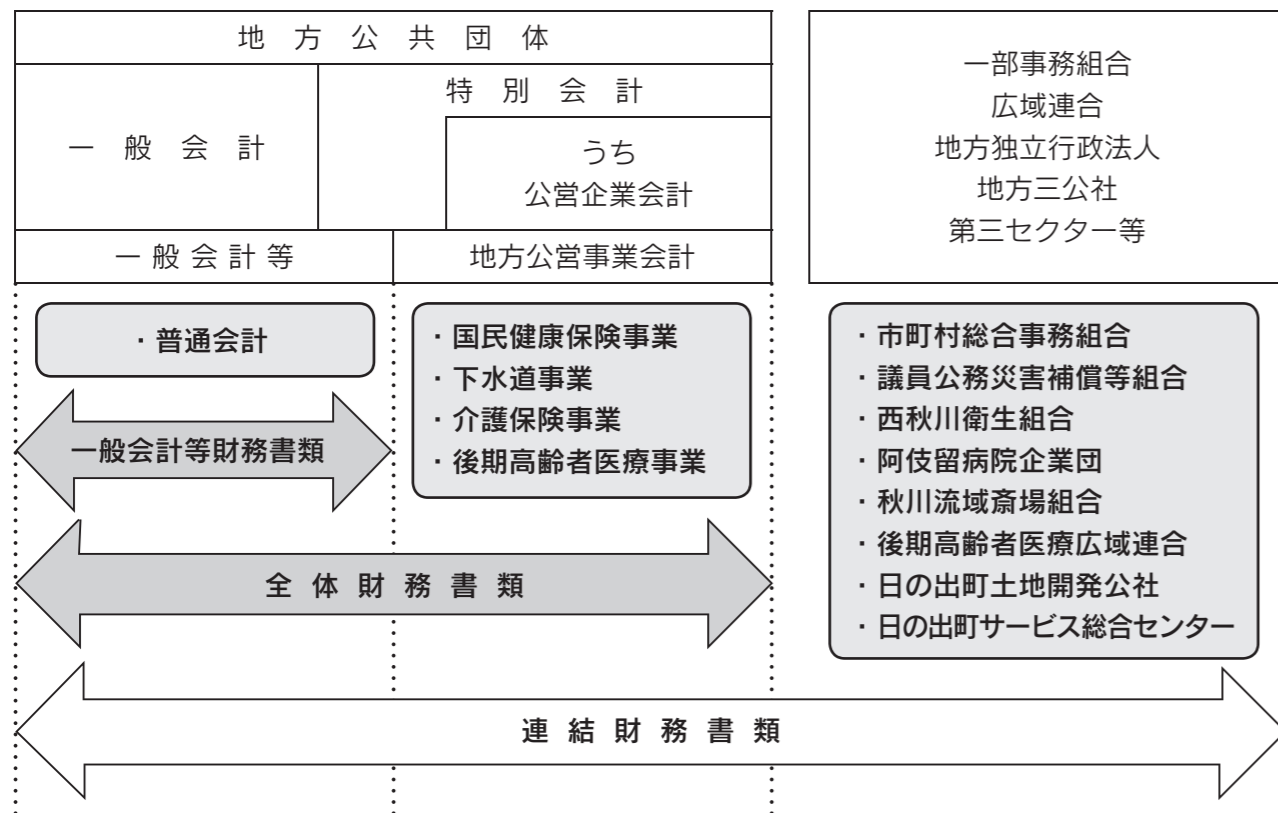 地方公共団体
特別会計
一般会計
うち
公営企業会計
一般会計等
地方公営事業会計
一部事務組合
広域連合
地方独立行政法人
地方三公社
第三セクター等
・普通会計
一般会計等財務書類
・国民健康保険事業
・下水道事業
・介護保険事業
・後期高齢者医療事業
・市町村総合事務組合
・議員公務災害補償等組合
・西秋川衛生組合
・阿伎留病院企業団
・秋川流域斎場組合
・後期高齢者医療広域連合
・日の出町土地開発公社
・日の出町サービス総合センター
全体財務書類
連結財務書類